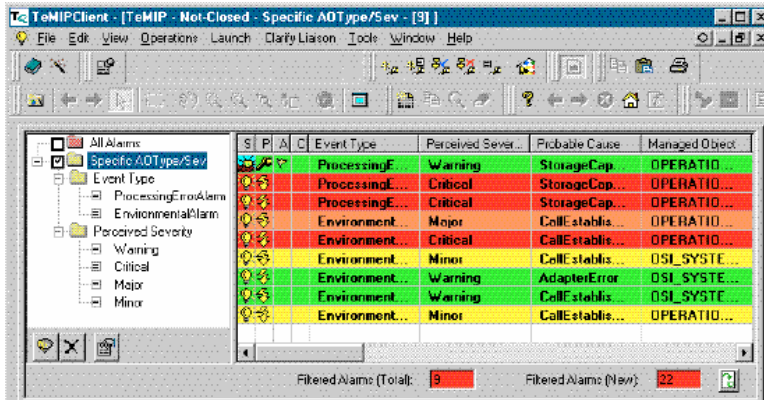 TeMIPClient - [TeMIP - Not-Closed - Specific AOType/Sev - [9] ]
File Edit View Operations Launch Clarify Liaison Tools Window Help
All Alarms
Specific AOType/Sev
Event Type
ProcessingErrorAlarm
EnvironmentalAlarm
Perceived Severity
Warning
Critical
Major
Minor
S P A C Event Type Perceived Sever... Probable Cause Managed Object
ProcessingE... Warning StorageCap... OPERATIO...
ProcessingE... Critical StorageCap... OPERATIO...
ProcessingE... Critical StorageCap... OPERATIO...
Environment... Major CallEstablis... OPERATIO...
Environment... Critical CallEstablis... OPERATIO...
Environment... Minor CallEstablis... OSI_SYSTE...
Environment... Warning AdapterError OSI_SYSTE...
Environment... Warning CallEstablis... OSI_SYSTE...
Environment... Minor CallEstablis... OPERATIO...
Filtered Alarms (Total): 9 Filtered Alarms (New): 22